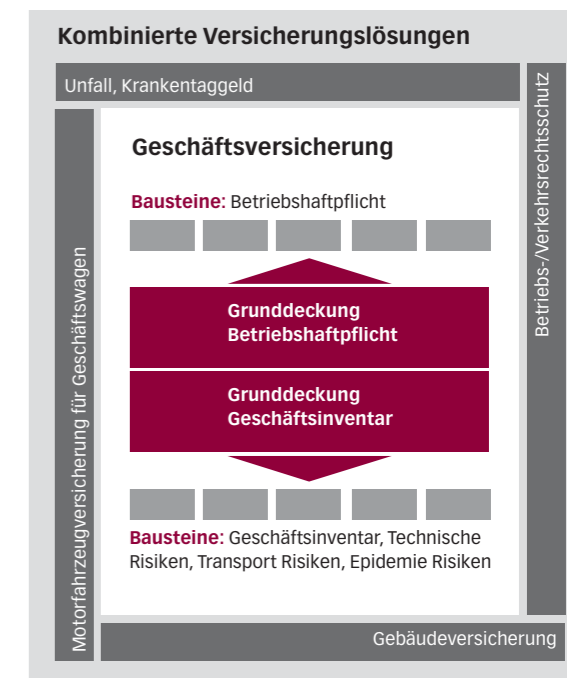 Kombinierte Versicherungslösungen
Unfall, Krankentaggeld
Betriebs-/Verkehrsrechtsschutz
Motorfahrzeugversicherung für Geschäftswagen
Geschäftsversicherung
Bausteine: Betriebshaftpflicht
Grunddeckung
Betriebshaftpflicht
Grunddeckung
Geschäftsinventar
Bausteine: Geschäftsinventar, Technische
Risiken, Transport Risiken, Epidemie Risiken
Gebäudeversicherung